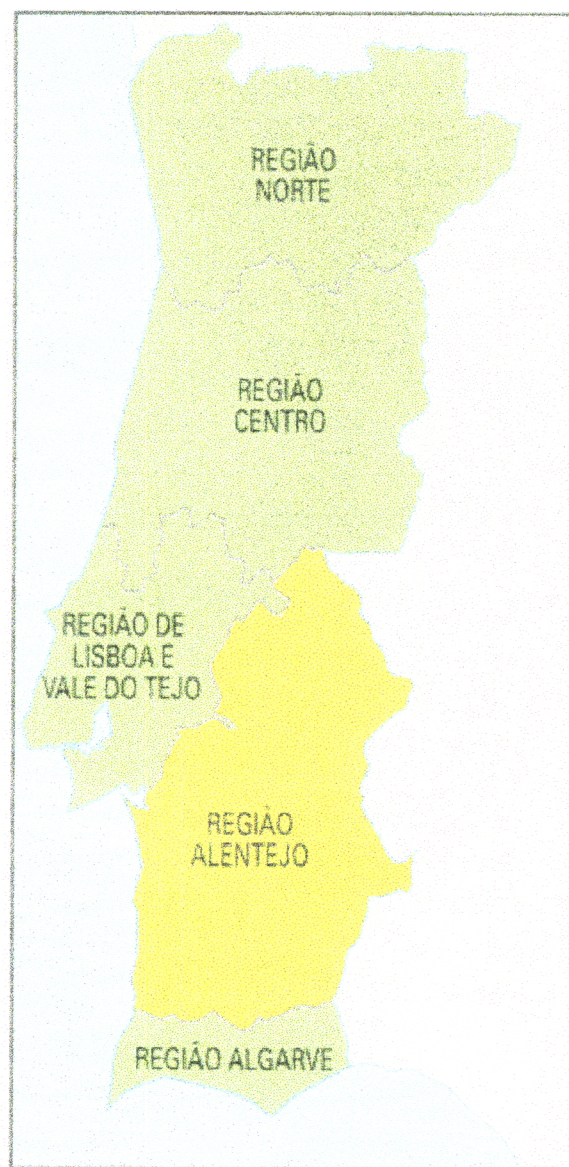 REGIÃO
NORTE
REGIÃO
CENTRO
REGIÃO DE
LISBOA E
VALE DO TEJO
REGIÃO
ALENTEJO
REGIÃO ALGARVE